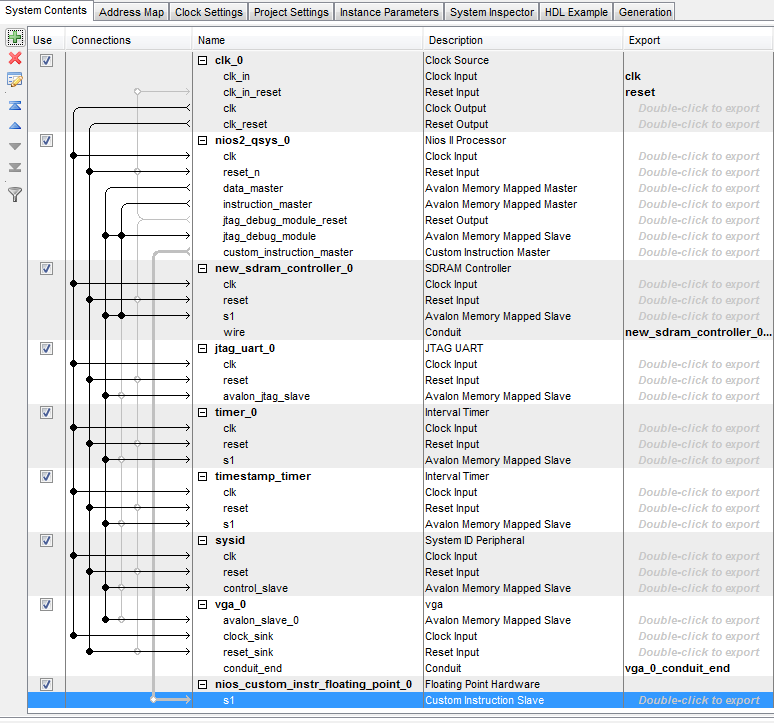 System Contents Address Map Clock Settings Project Settings Instance Parameters System Inspector HDL Example Generation
Use Connections Name Description Export
clk_0 Clock Source
clk_in Clock Input clk
clk_in_reset Reset Input reset
clk Clock Output Double-click to export
clk_reset Reset Output Double-click to export
nios2_qsys_0 Nios II Processor
clk Clock Input Double-click to export
reset_n Reset Input Double-click to export
data_master Avalon Memory Mapped Master Double-click to export
instruction_master Avalon Memory Mapped Master Double-click to export
jtag_debug_module_reset Reset Output Double-click to export
jtag_debug_module Avalon Memory Mapped Slave Double-click to export
custom_instruction_master Custom Instruction Master Double-click to export
new_sdram_controller_0 SDRAM Controller
clk Clock Input Double-click to export
reset Reset Input Double-click to export
s1 Avalon Memory Mapped Slave Double-click to export
wire Conduit new_sdram_controller_0...
jtag_uart_0 JTAG UART
clk Clock Input Double-click to export
reset Reset Input Double-click to export
avalon_jtag_slave Avalon Memory Mapped Slave Double-click to export
timer_0 Interval Timer
clk Clock Input Double-click to export
reset Reset Input Double-click to export
s1 Avalon Memory Mapped Slave Double-click to export
timestamp_timer Interval Timer
clk Clock Input Double-click to export
reset Reset Input Double-click to export
s1 Avalon Memory Mapped Slave Double-click to export
sysid System ID Peripheral
clk Clock Input Double-click to export
reset Reset Input Double-click to export
control_slave Avalon Memory Mapped Slave Double-click to export
vga_0 vga
avalon_slave_0 Avalon Memory Mapped Slave Double-click to export
clock_sink Clock Input Double-click to export
reset_sink Reset Input Double-click to export
conduit_end Conduit vga_0_conduit_end
nios_custom_instr_floating_point_0 Floating Point Hardware
s1 Custom Instruction Slave Double-click to export